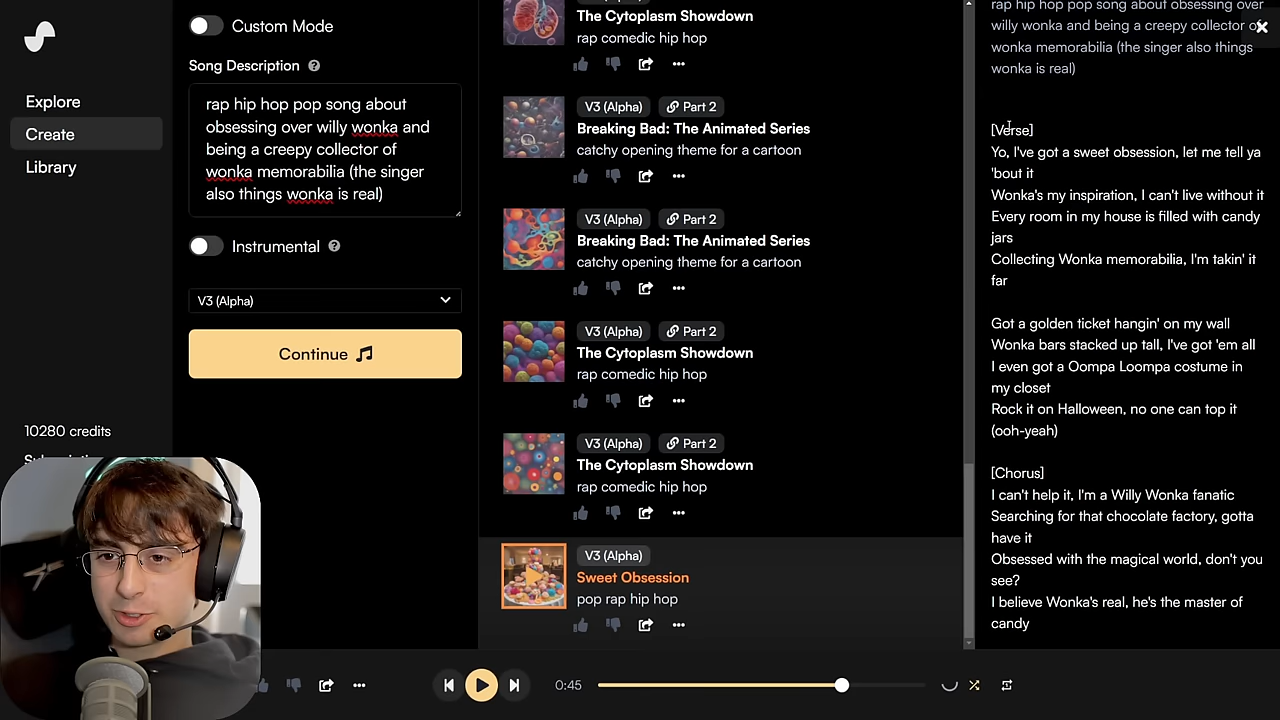 Explore
Create
Library
10280 credits
Custom Mode
Song Description
rap hip hop pop song about
obsessing over willy wonka and
being a creepy collector of
wonka memorabilia (the singer
also things wonka is real)
Instrumental
V3 (Alpha)
Continue
The Cytoplasm Showdown
rap comedic hip hop
V3 (Alpha) Part 2
Breaking Bad: The Animated Series
catchy opening theme for a cartoon
V3 (Alpha) Part 2
Breaking Bad: The Animated Series
catchy opening theme for a cartoon
V3 (Alpha) Part 2
The Cytoplasm Showdown
rap comedic hip hop
V3 (Alpha) Part 2
The Cytoplasm Showdown
rap comedic hip hop
V3 (Alpha)
Sweet Obsession
pop rap hip hop
rap hip hop pop song about obsessing over
willy wonka and being a creepy collector of
wonka memorabilia (the singer also things
wonka is real)
[Verse]
Yo, I've got a sweet obsession, let me tell ya
'bout it
Wonka's my inspiration, I can't live without it
Every room in my house is filled with candy
jars
Collecting Wonka memorabilia, I'm takin' it
far
Got a golden ticket hangin' on my wall
Wonka bars stacked up tall, I've got 'em all
I even got a Oompa Loompa costume in
my closet
Rock it on Halloween, no one can top it
(ooh-yeah)
[Chorus]
I can't help it, I'm a Willy Wonka fanatic
Searching for that chocolate factory, gotta
have it
Obsessed with the magical world, don't you
see?
I believe Wonka's real, he's the master of
candy
0:45